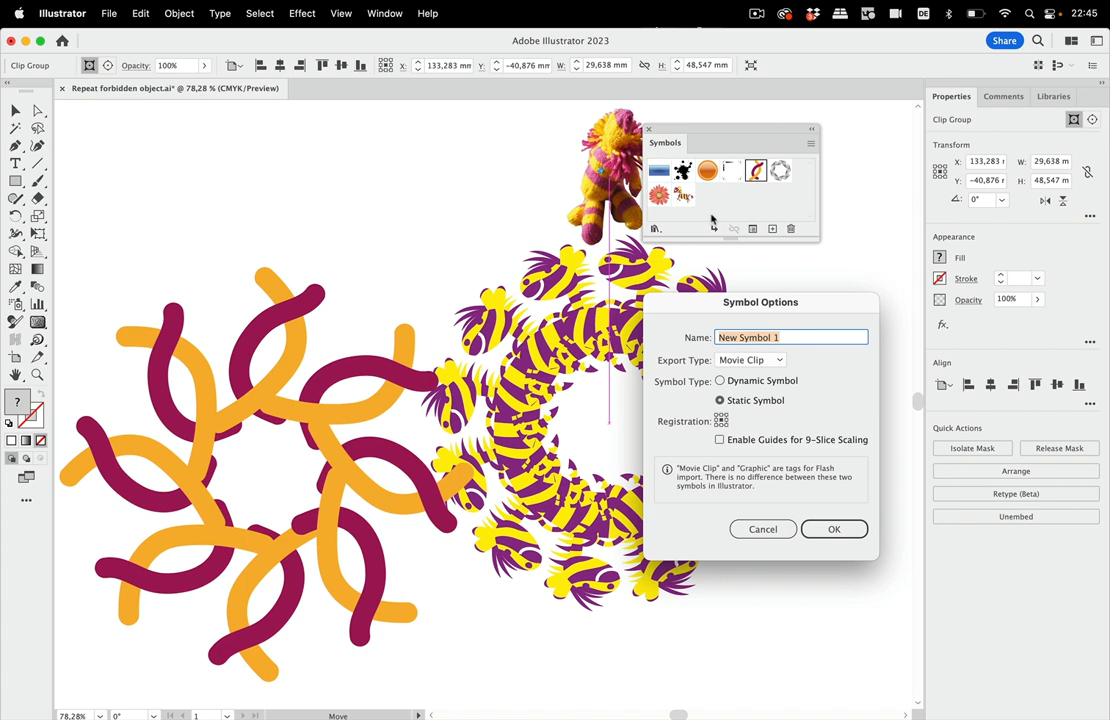 Illustrator File Edit Object Type Select Effect View Window Help DE 22:45
Adobe Illustrator 2023 Share
Clip Group Opacity: 100% X: 133,283 mm Y: -40,876 mm W: 29,638 mm H: 48,547 mm
× Repeat forbidden object.ai* @ 78,28 % (CMYK/Preview)
Properties Comments Libraries
Clip Group
Transform
X: 133,283 W: 29,638 m
Y: -40,876 H: 48,547 m
0°
Appearance
? Fill
Stroke
Opacity 100%
fx.
Align
Quick Actions
Isolate Mask Release Mask
Arrange
Retype (Beta)
Unembed
Symbols
Symbol Options
Name: New Symbol 1
Export Type: Movie Clip
Symbol Type: Dynamic Symbol
Static Symbol
Registration:
Enable Guides for 9-Slice Scaling
"Movie Clip" and "Graphic" are tags for Flash
import. There is no difference between these two
symbols in Illustrator.
Cancel OK
?
78,28% 0° 1 Move